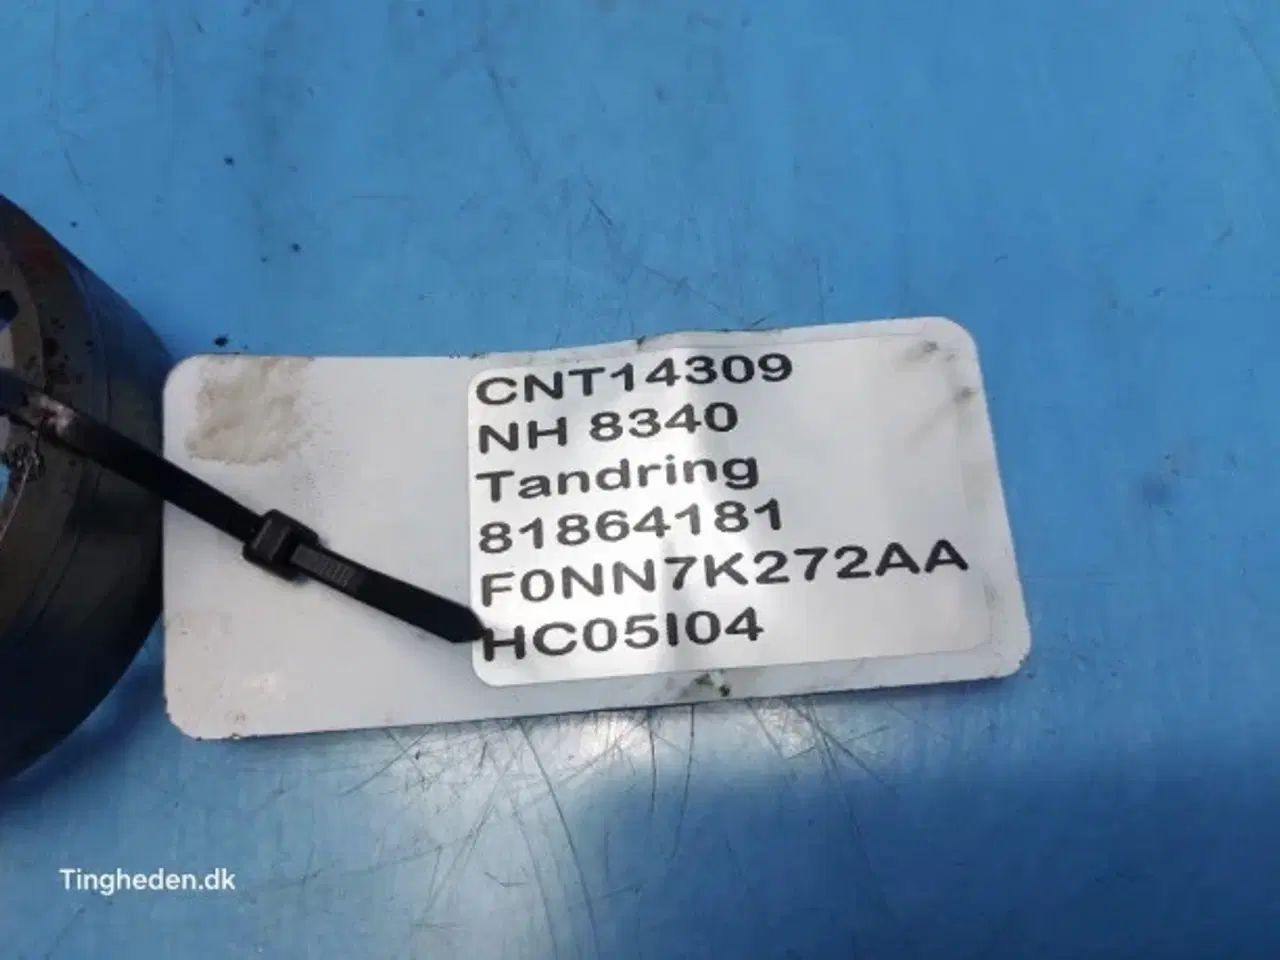 CNT14309
NH 8340
Tandring
81864181
F0NN7K272AA
HC05I04
Tingheden.dk